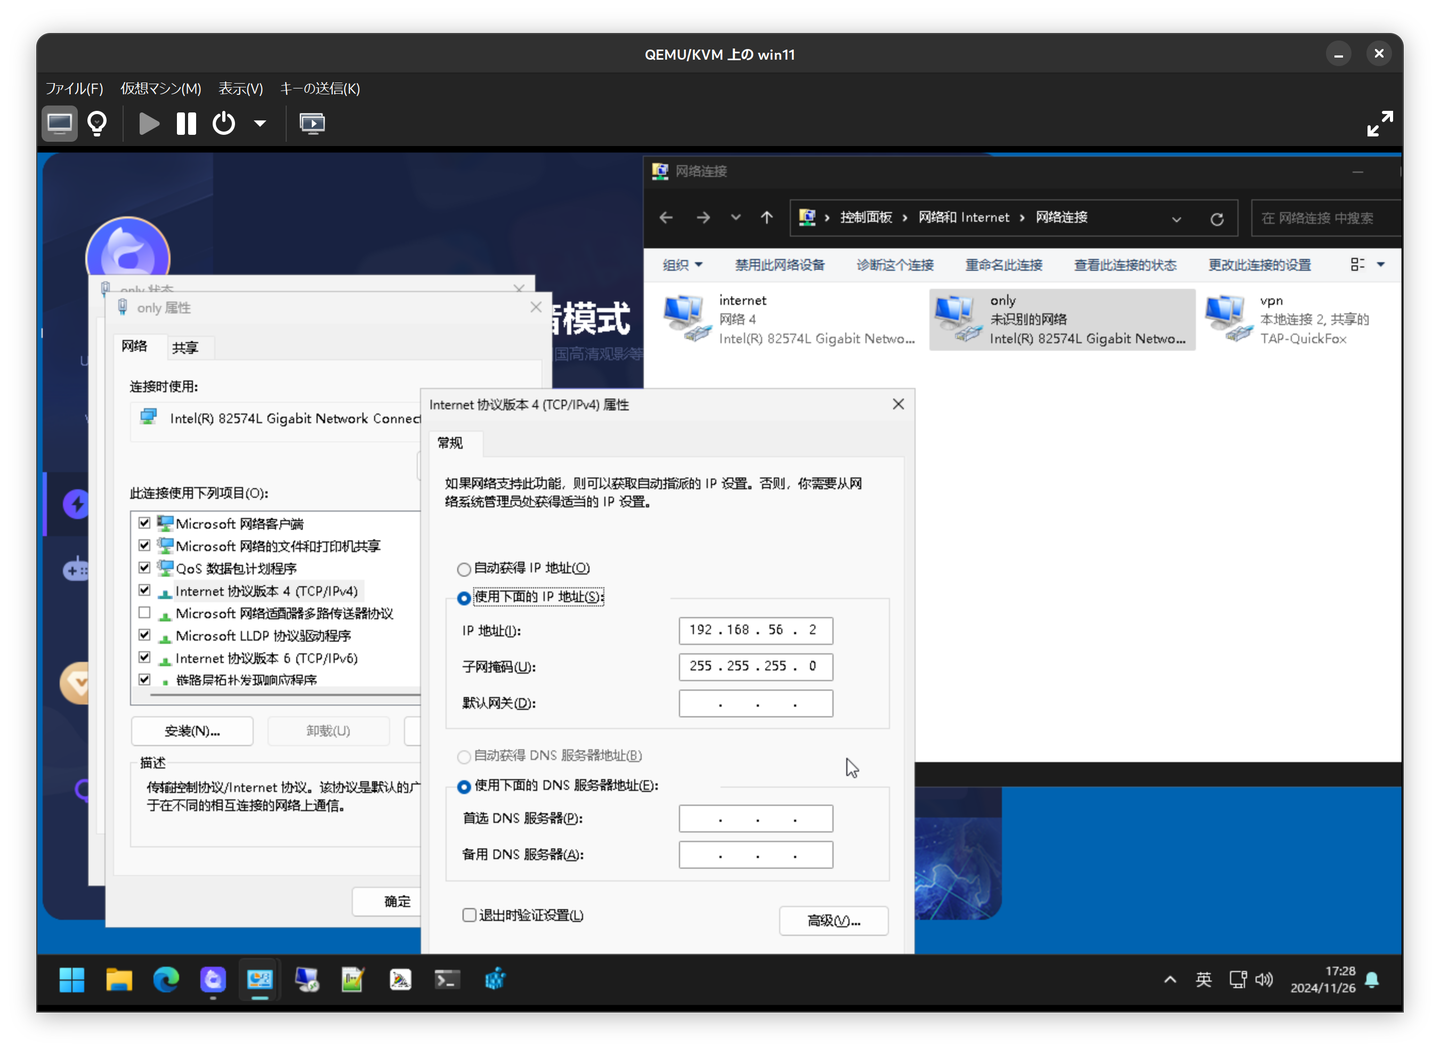 QEMU/KVM 上の win11
ファイル(F) 仮想マシン(M) 表示(V) キーの送信(K)
网络连接
控制面板 › 网络和 Internet › 网络连接
在 网络连接 中搜索
组织 禁用此网络设备 诊断这个连接 重命名此连接 查看此连接的状态 更改此连接的设置
internet
网络 4
Intel(R) 82574L Gigabit Netwo...
only
未识别的网络
Intel(R) 82574L Gigabit Netwo...
vpn
本地连接 2, 共享的
TAP-QuickFox
音模式
国高清观影等
only 状态
only 属性
网络 共享
连接时使用:
Intel(R) 82574L Gigabit Network Connect
此连接使用下列项目(O):
Microsoft 网络客户端
Microsoft 网络的文件和打印机共享
QoS 数据包计划程序
Internet 协议版本 4 (TCP/IPv4)
Microsoft 网络适配器多路传送器协议
Microsoft LLDP 协议驱动程序
Internet 协议版本 6 (TCP/IPv6)
链路层拓扑发现响应程序
安装(N)... 卸载(U)
描述
传输控制协议/Internet 协议。该协议是默认的广
于在不同的相互连接的网络上通信。
确定
Internet 协议版本 4 (TCP/IPv4) 属性
常规
如果网络支持此功能，则可以获取自动指派的 IP 设置。否则，你需要从网
络系统管理员处获得适当的 IP 设置。
自动获得 IP 地址(O)
使用下面的 IP 地址(S):
IP 地址(I): 192 . 168 . 56 . 2
子网掩码(U): 255 . 255 . 255 . 0
默认网关(D): . . .
自动获得 DNS 服务器地址(B)
使用下面的 DNS 服务器地址(E):
首选 DNS 服务器(P): . . .
备用 DNS 服务器(A): . . .
退出时验证设置(L)
高级(V)...
英
17:28
2024/11/26